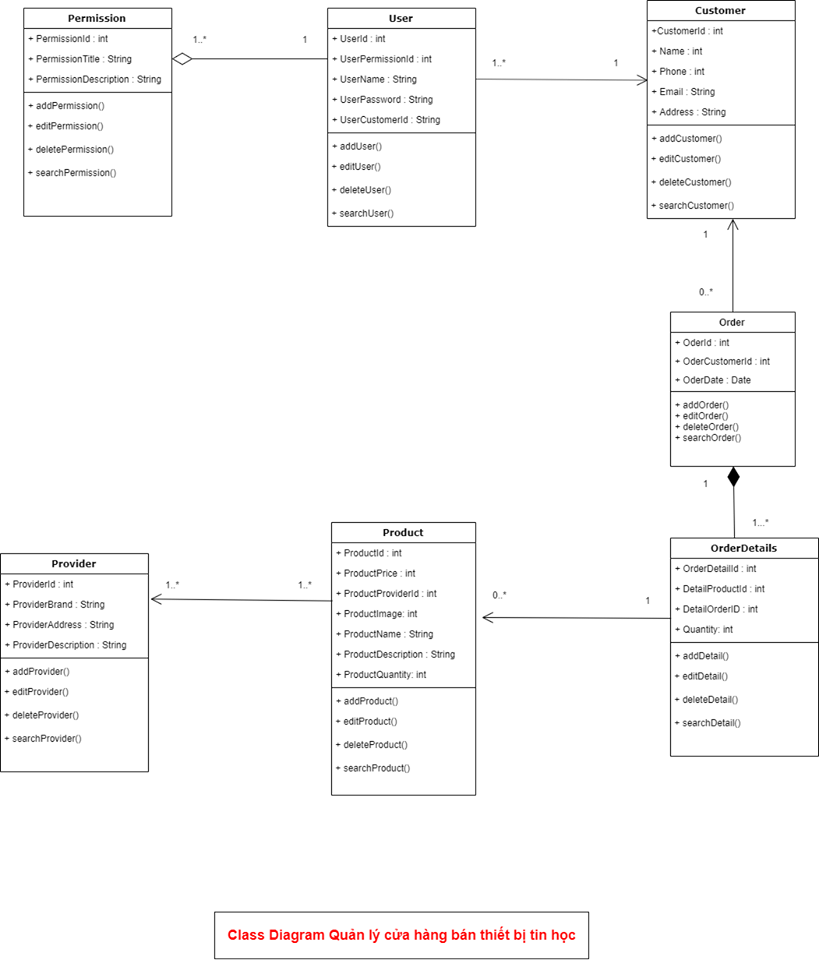 Permission
+ PermissionId : int
+ PermissionTitle : String
+ PermissionDescription : String
+ addPermission()
+ editPermission()
+ deletePermission()
+ searchPermission()
1..*
1
User
+ UserId : int
+ UserPermissionId : int
+ UserName : String
+ UserPassword : String
+ UserCustomerId : String
+ addUser()
+ editUser()
+ deleteUser()
+ searchUser()
1..*
1
Customer
+CustomerId : int
+ Name : int
+ Phone : int
+ Email : String
+ Address : String
+ addCustomer()
+ editCustomer()
+ deleteCustomer()
+ searchCustomer()
1
0..*
Order
+ OderId : int
+ OderCustomerId : int
+ OderDate : Date
+ addOrder()
+ editOrder()
+ deleteOrder()
+ searchOrder()
1
1...*
Provider
+ ProviderId : int
+ ProviderBrand : String
+ ProviderAddress : String
+ ProviderDescription : String
+ addProvider()
+ editProvider()
+ deleteProvider()
+ searchProvider()
1..*
1..*
Product
+ ProductId : int
+ ProductPrice : int
+ ProductProviderId : int
+ ProductImage: int
+ ProductName : String
+ ProductDescription : String
+ ProductQuantity: int
+ addProduct()
+ editProduct()
+ deleteProduct()
+ searchProduct()
0..*
1
OrderDetails
+ OrderDetailId : int
+ DetailProductId : int
+ DetailOrderID : int
+ Quantity: int
+ addDetail()
+ editDetail()
+ deleteDetail()
+ searchDetail()
Class Diagram Quản lý cửa hàng bán thiết bị tin học